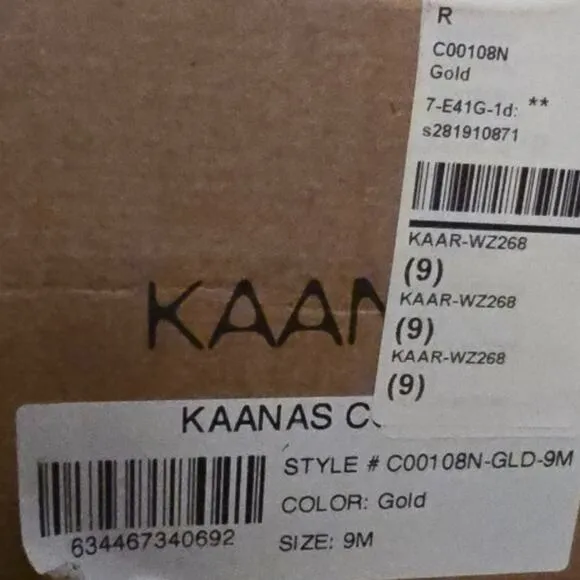 R
C00108N
Gold
7-E41G-1d: **
s281910871
KAAR-WZ268
(9)
KAAR-WZ268
(9)
KAAR-WZ268
(9)
KAAN
KAANAS
STYLE # C00108N-GLD-9M
COLOR: Gold
634467340692
SIZE: 9M